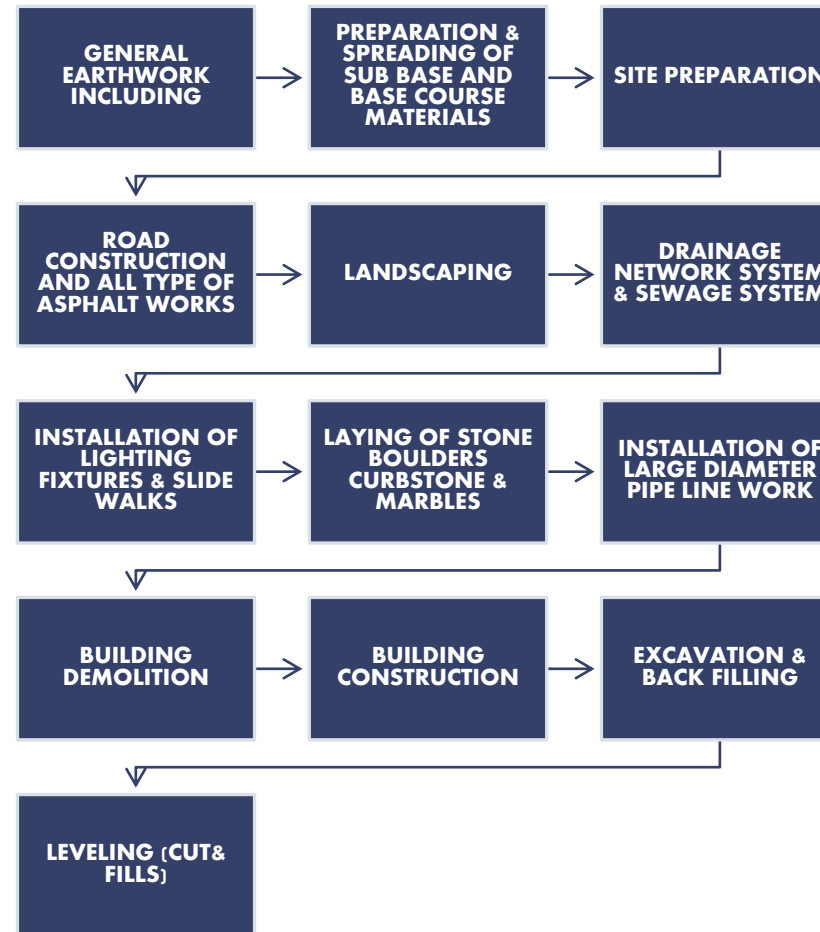 GENERAL
EARTHWORK
INCLUDING
PREPARATION &
SPREADING OF
SUB BASE AND
BASE COURSE
MATERIALS
SITE PREPARATION
ROAD
CONSTRUCTION
AND ALL TYPE OF
ASPHALT WORKS
LANDSCAPING
DRAINAGE
NETWORK SYSTEM
& SEWAGE SYSTEM
INSTALLATION OF
LIGHTING
FIXTURES & SLIDE
WALKS
LAYING OF STONE
BOULDERS
CURBSTONE &
MARBLES
INSTALLATION OF
LARGE DIAMETER
PIPE LINE WORK
BUILDING
DEMOLITION
BUILDING
CONSTRUCTION
EXCAVATION &
BACK FILLING
LEVELING (CUT&
FILLS)